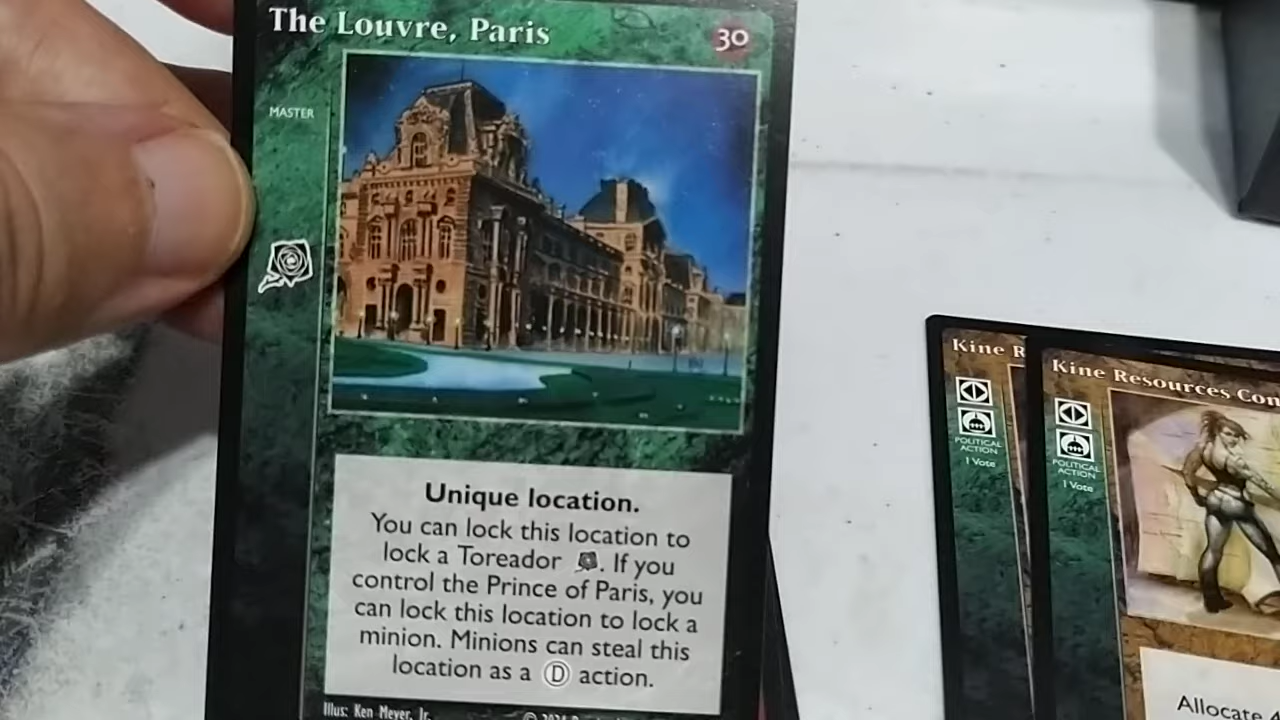 The Louvre, Paris
30
MASTER
Unique location.
You can lock this location to
lock a Toreador . If you
control the Prince of Paris, you
can lock this location to lock a
minion. Minions can steal this
location as a D action.
Illus: Ken Meyer, Jr.
Kine R
POLITICAL
ACTION
1 Vote
Kine Resources Con
POLITICAL
ACTION
1 Vote
Allocate